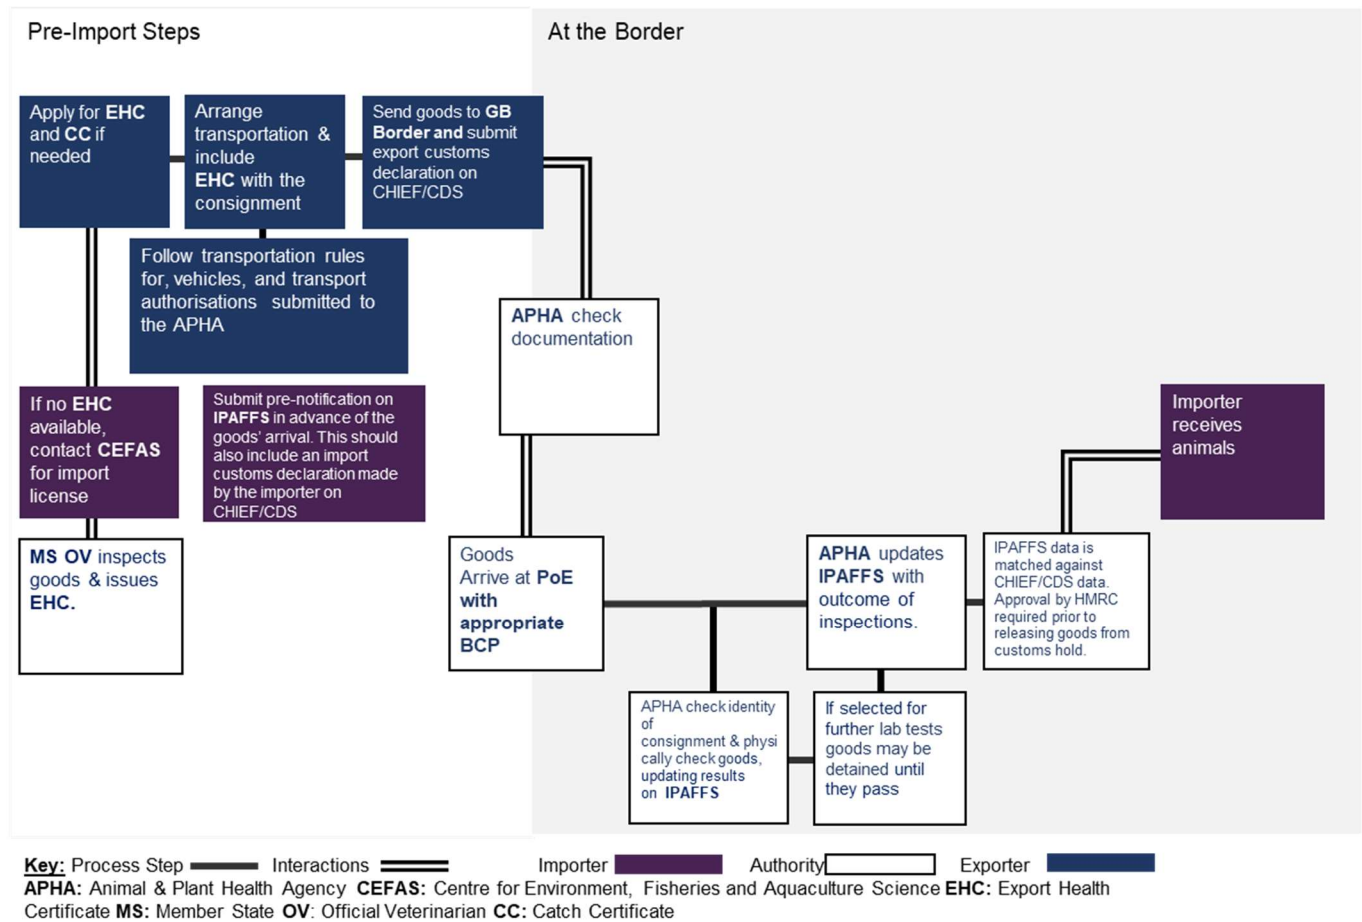 Pre-Import Steps
At the Border
Apply for EHC
and CC if
needed
Arrange
transportation &
include
EHC with the
consignment
Send goods to GB
Border and submit
export customs
declaration on
CHIEF/CDS
Follow transportation rules
for, vehicles, and transport
authorisations submitted to
the APHA
APHA check
documentation
If no EHC
available,
contact CEFAS
for import
license
Submit pre-notification on
IPAFFS in advance of the
goods' arrival. This should
also include an import
customs declaration made
by the importer on
CHIEF/CDS
Importer
receives
animals
MS OV inspects
goods & issues
EHC.
Goods
Arrive at PoE
with
appropriate
BCP
APHA updates
IPAFFS with
outcome of
inspections.
IPAFFS data is
matched against
CHIEF/CDS data.
Approval by HMRC
required prior to
releasing goods from
customs hold.
APHA check identity
of
consignment & physi
cally check goods,
updating results
on IPAFFS
If selected for
further lab tests
goods may be
detained until
they pass
Key: Process Step Interactions Importer Authority Exporter
APHA: Animal & Plant Health Agency CEFAS: Centre for Environment, Fisheries and Aquaculture Science EHC: Export Health
Certificate MS: Member State OV: Official Veterinarian CC: Catch Certificate